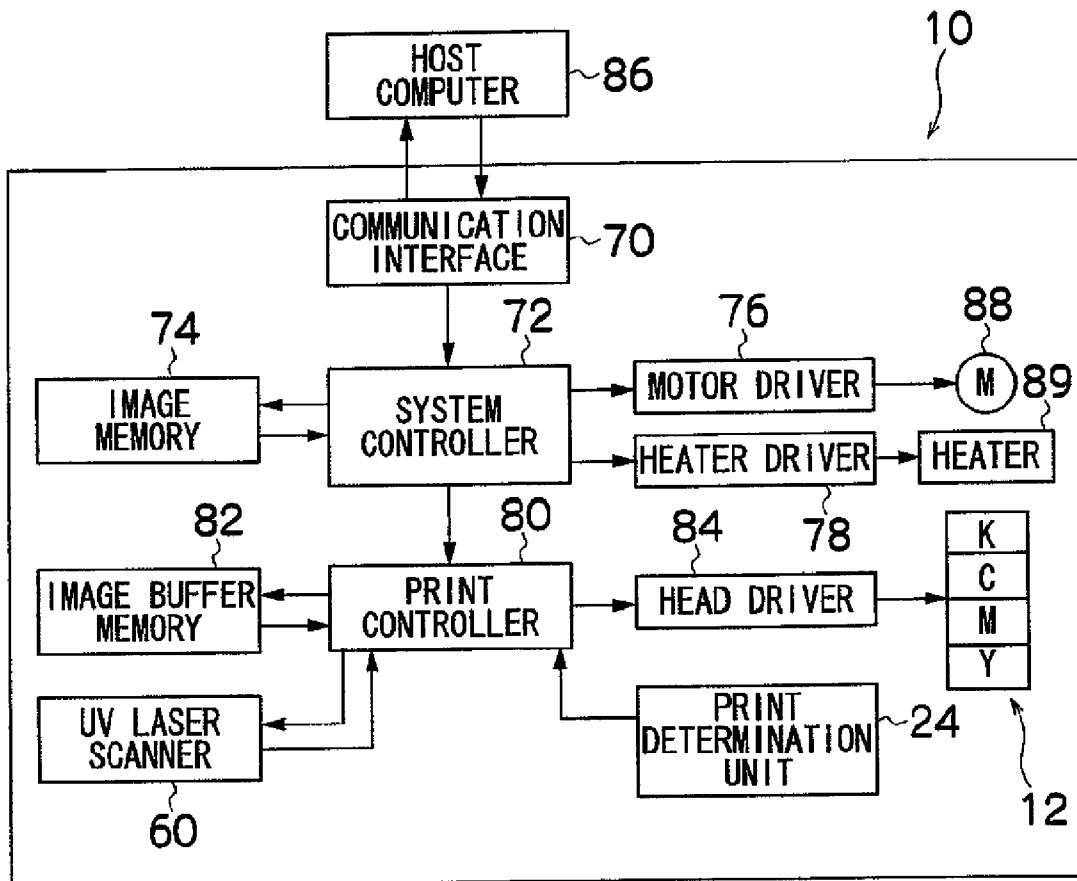 10
HOST
COMPUTER
86
COMMUNICATION
INTERFACE
70
74
72
76
88
IMAGE
MEMORY
SYSTEM
CONTROLLER
MOTOR DRIVER
M
89
HEATER DRIVER
HEATER
78
82
80
84
IMAGE BUFFER
MEMORY
PRINT
CONTROLLER
HEAD DRIVER
K
C
M
Y
UV LASER
SCANNER
60
PRINT
DETERMINATION
UNIT
24
12